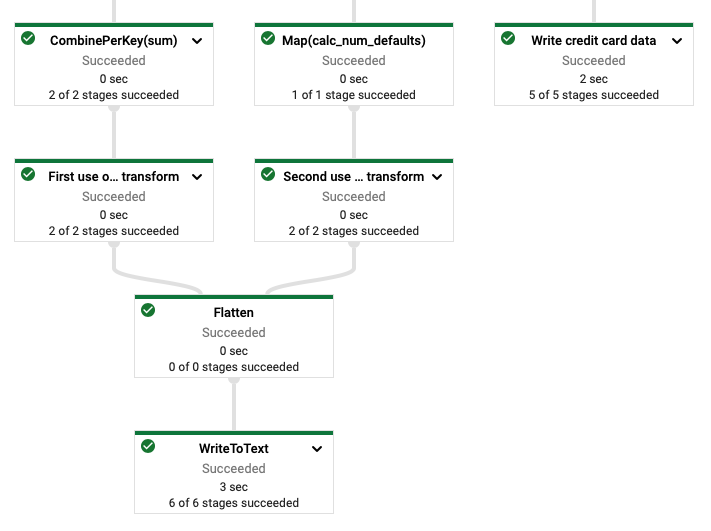 CombinePerKey(sum)
Succeeded
0 sec
2 of 2 stages succeeded
Map(calc_num_defaults)
Succeeded
0 sec
1 of 1 stage succeeded
Write credit card data
Succeeded
2 sec
5 of 5 stages succeeded
First use o... transform
Succeeded
0 sec
2 of 2 stages succeeded
Second use ... transform
Succeeded
0 sec
2 of 2 stages succeeded
Flatten
Succeeded
0 sec
0 of 0 stages succeeded
WriteToText
Succeeded
3 sec
6 of 6 stages succeeded